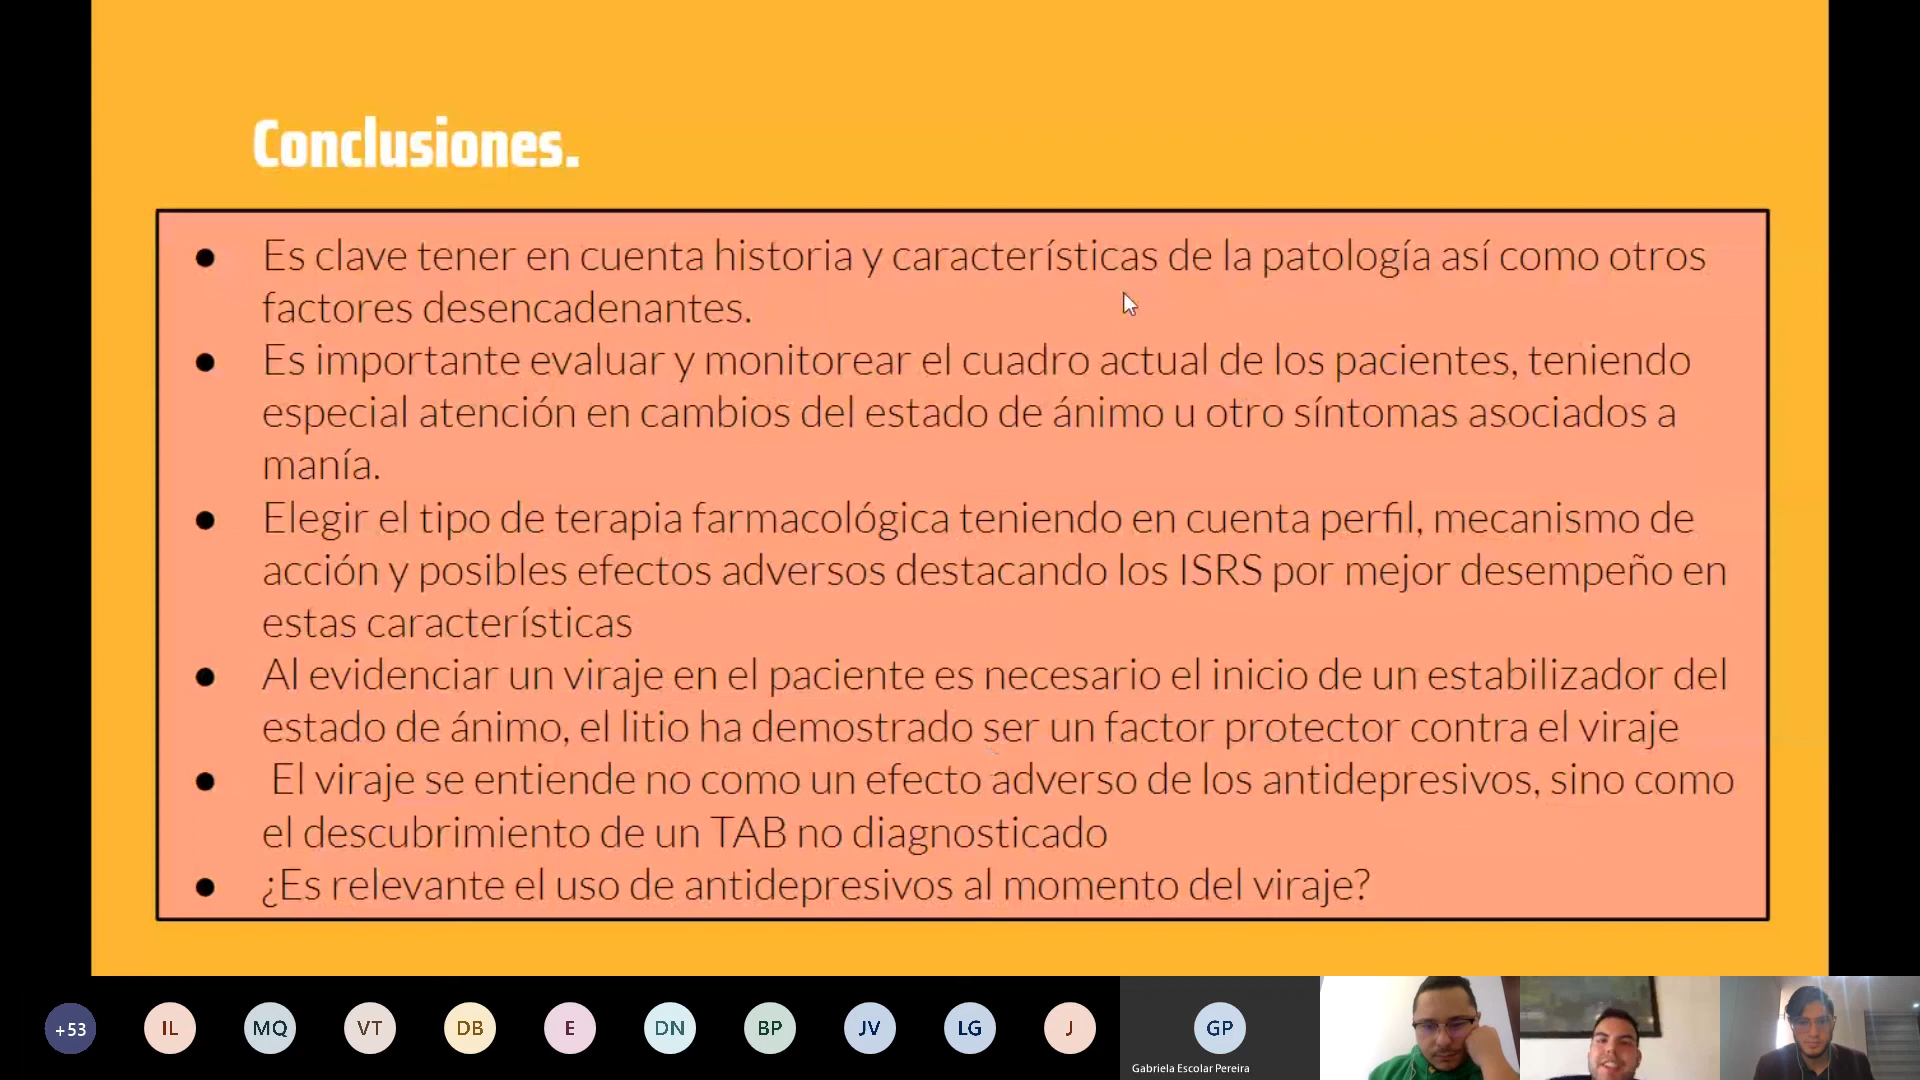 Conclusiones.
● Es clave tener en cuenta historia y características de la patología así como otros
factores desencadenantes.
● Es importante evaluar y monitorear el cuadro actual de los pacientes, teniendo
especial atención en cambios del estado de ánimo u otro síntomas asociados a
manía.
● Elegir el tipo de terapia farmacológica teniendo en cuenta perfil, mecanismo de
acción y posibles efectos adversos destacando los ISRS por mejor desempeño en
estas características
● Al evidenciar un viraje en el paciente es necesario el inicio de un estabilizador del
estado de ánimo, el litio ha demostrado ser un factor protector contra el viraje
● El viraje se entiende no como un efecto adverso de los antidepresivos, sino como
el descubrimiento de un TAB no diagnosticado
● ¿Es relevante el uso de antidepresivos al momento del viraje?
+53 IL MQ VT DB E DN BP JV LG J GP
Gabriela Escolar Pereira